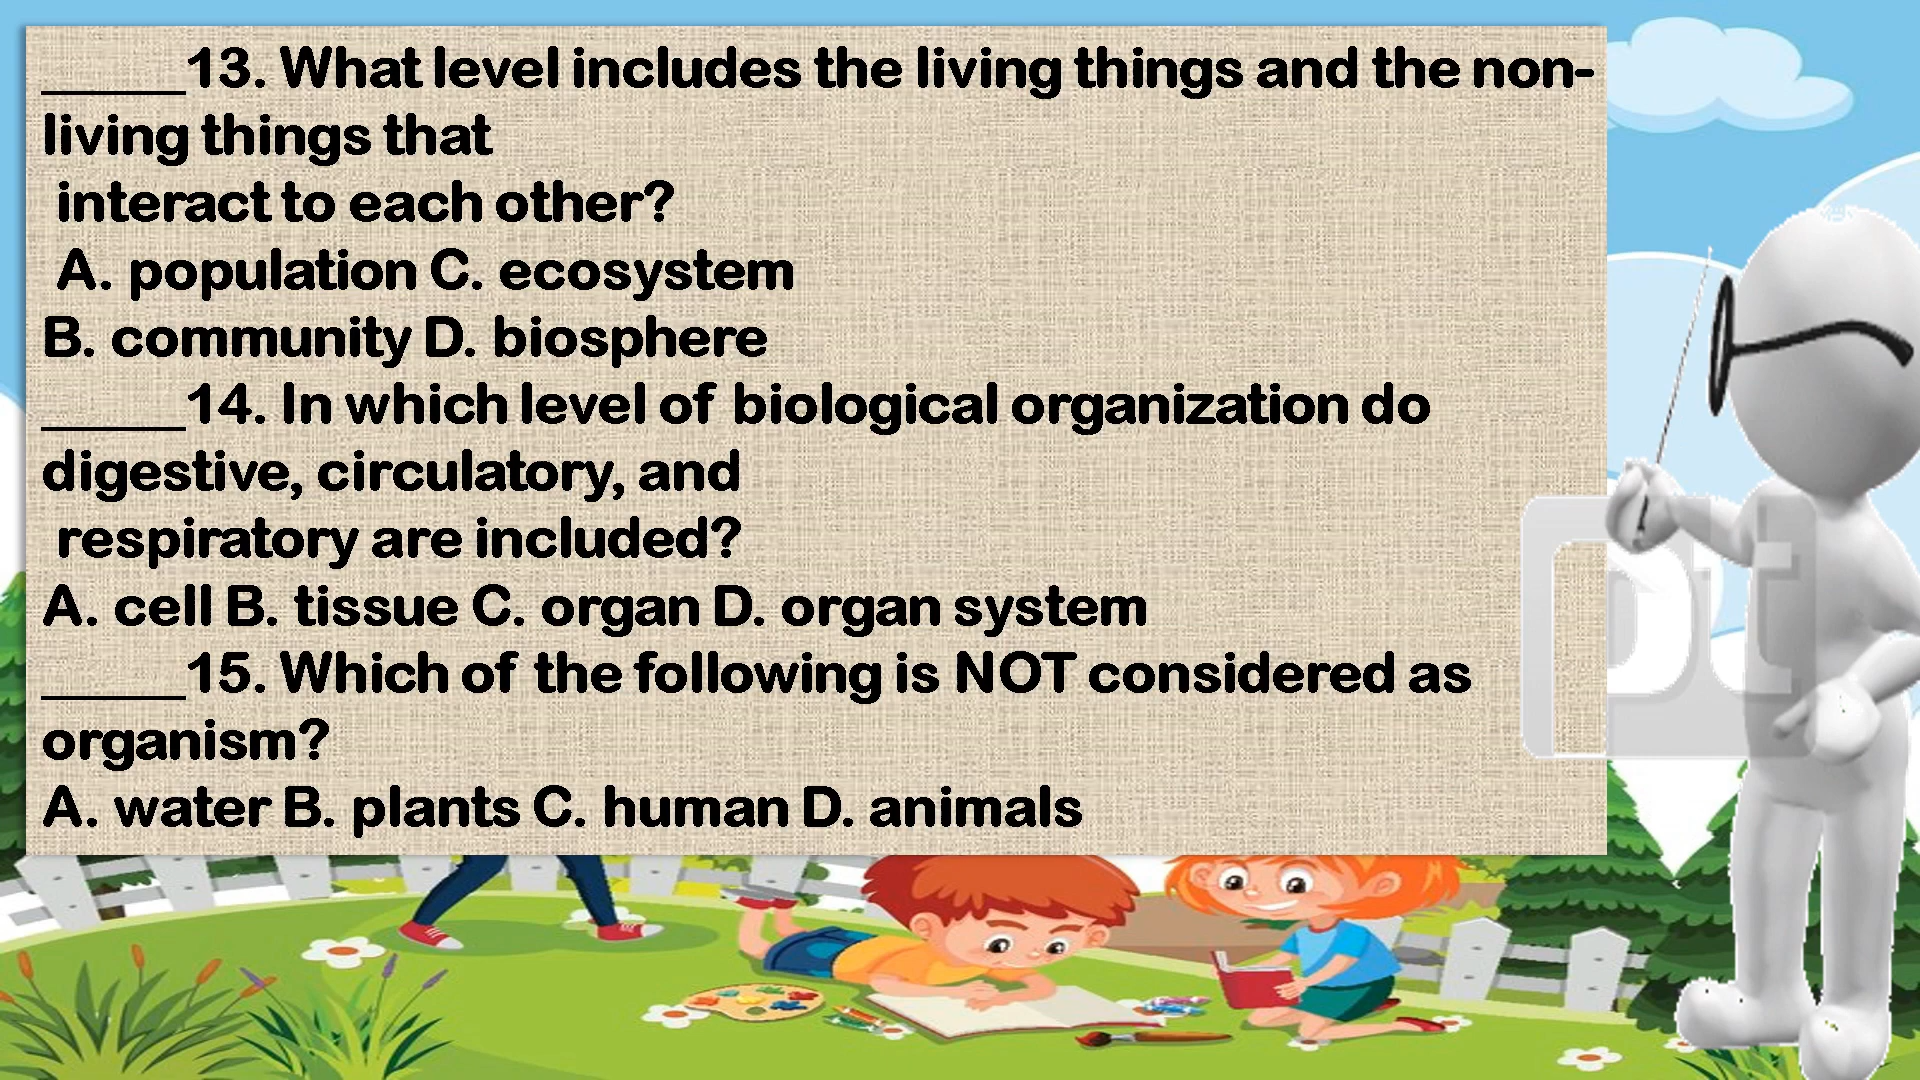 _____13. What level includes the living things and the non-
living things that
interact to each other?
A. population C. ecosystem
B. community D. biosphere
_____14. In which level of biological organization do
digestive, circulatory, and
respiratory are included?
A. cell B. tissue C. organ D. organ system
_____15. Which of the following is NOT considered as
organism?
A. water B. plants C. human D. animals